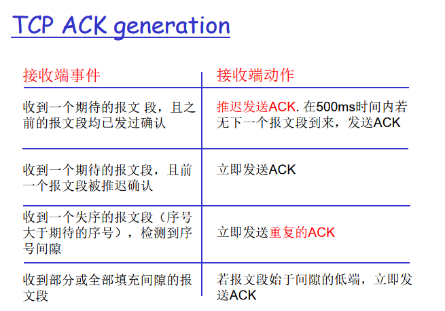 TCP ACK generation
接收端事件
接收端动作
收到一个期待的报文 段，且之
前的报文段均已发过确认
推迟发送ACK. 在500ms时间内若
无下一个报文段到来，发送ACK
收到一个期待的报文段，且前
一个报文段被推迟确认
立即发送ACK
收到一个失序的报文段（序号
大于期待的序号），检测到序
号间隙
立即发送重复的ACK
收到部分或全部填充间隙的报
文段
若报文段始于间隙的低端，立即发
送ACK